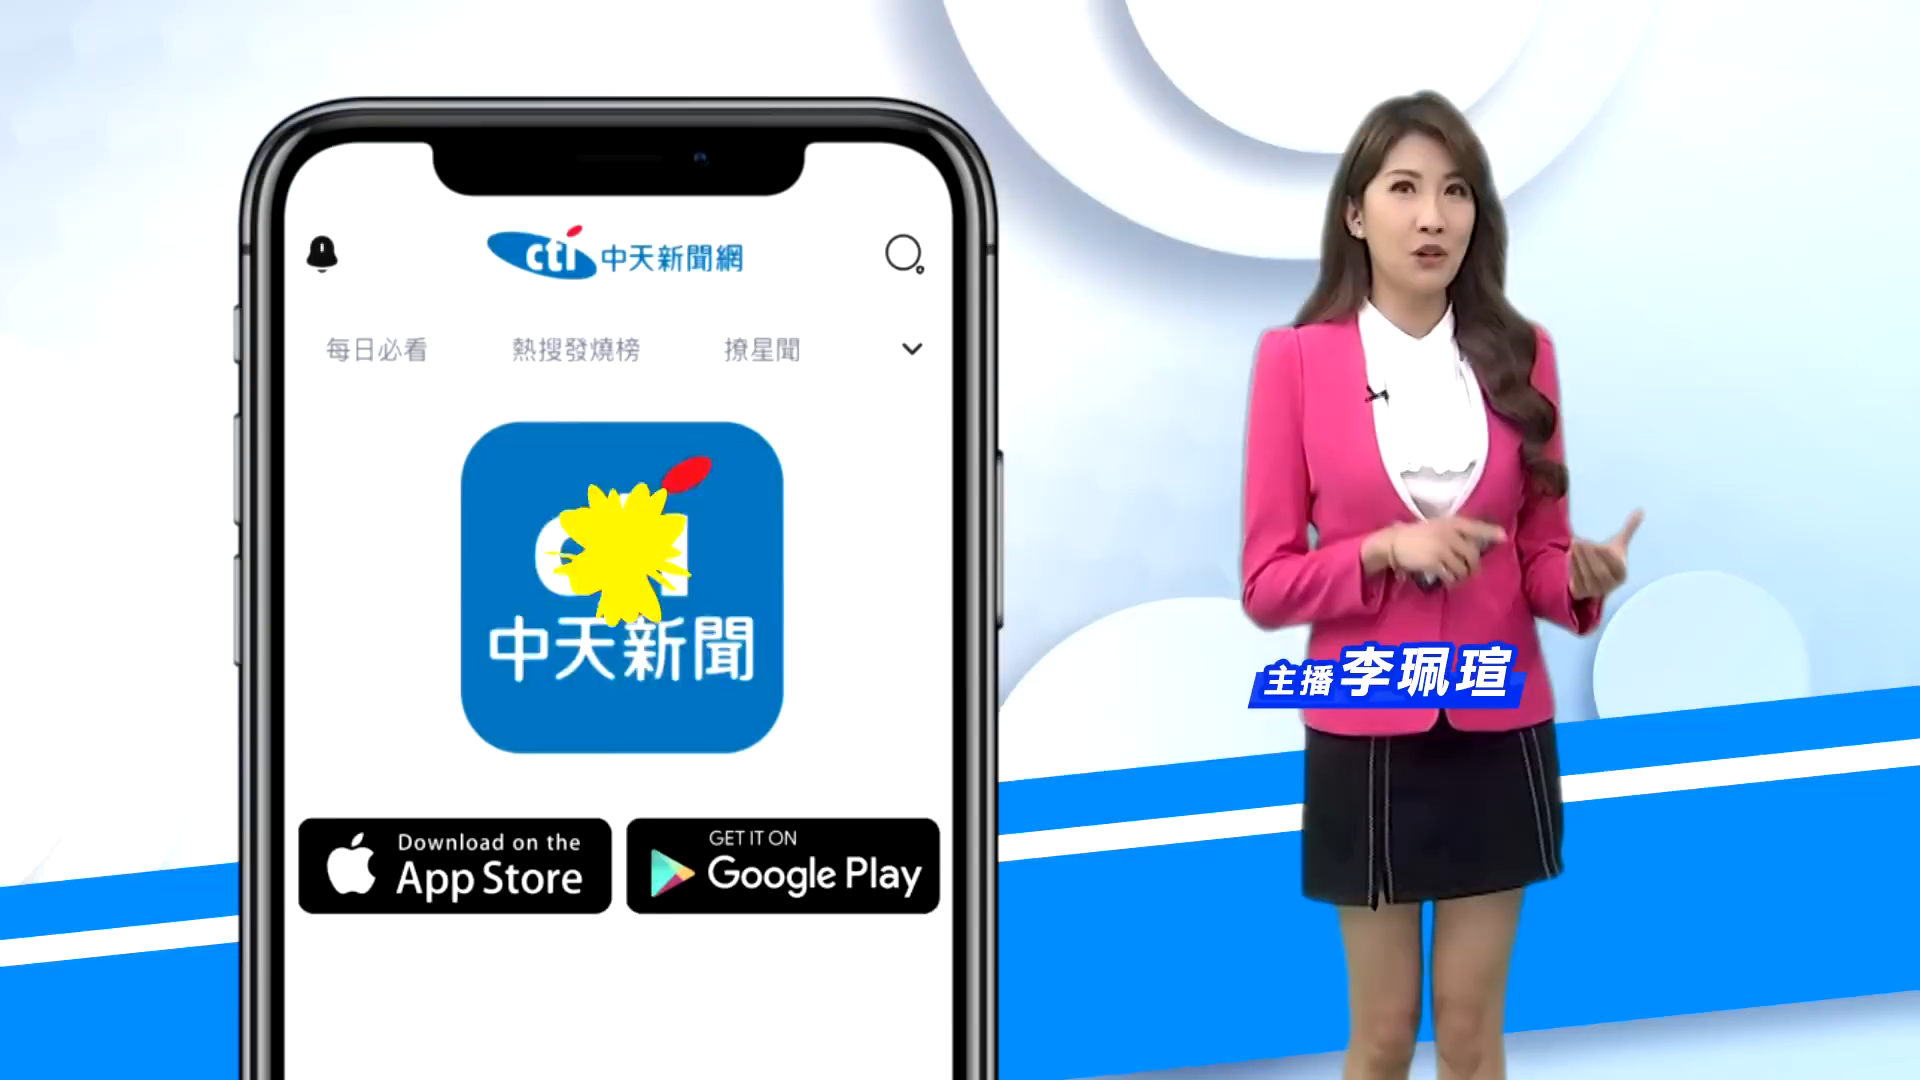 cti 中天新聞網
每日必看 熱搜發燒榜 撩星聞
中天新聞
Download on the
App Store
GET IT ON
Google Play
主播 李珮瑄